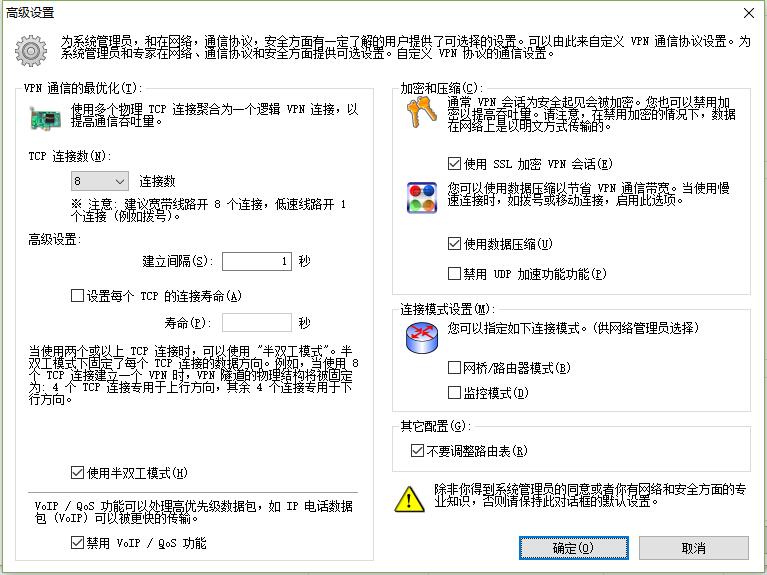 高级设置
为系统管理员，和在网络，通信协议，安全方面有一定了解的用户提供了可选择的设置。可以由此来自定义 VPN 通信协议设置。为
系统管理员和专家在网络、通信协议和安全方面提供可选设置。自定义 VPN 协议的通信设置。
VPN 通信的最优化(T):
使用多个物理 TCP 连接聚合为一个逻辑 VPN 连接，以
提高通信吞吐量。
TCP 连接数(N):
8
连接数
※ 注意: 建议宽带线路开 8 个连接，低速线路开 1
个连接 (例如拨号)。
高级设置:
建立间隔(S):
1
秒
设置每个 TCP 的连接寿命(A)
寿命(P):
秒
当使用两个或以上 TCP 连接时，可以使用 "半双工模式"。半
双工模式下固定了每个 TCP 连接的数据方向。例如，当使用 8
个 TCP 连接建立一个 VPN 时，VPN 隧道的物理结构将被固定
为: 4 个 TCP 连接专用于上行方向，其余 4 个连接专用于下
行方向。
使用半双工模式(H)
VoIP / QoS 功能可以处理高优先级数据包，如 IP 电话数据
包 (VoIP) 可以被更快的传输。
禁用 VoIP / QoS 功能
加密和压缩(C):
通常 VPN 会话为安全起见会被加密。您也可以禁用加
密以提高吞吐量。请注意，在禁用加密的情况下，数据
在网络上是以明文方式传输的。
使用 SSL 加密 VPN 会话(E)
您可以使用数据压缩以节省 VPN 通信带宽。当使用慢
速连接时，如拨号或移动连接，启用此选项。
使用数据压缩(U)
禁用 UDP 加速功能功能(P)
连接模式设置(M):
您可以指定如下连接模式。(供网络管理员选择)
网桥/路由器模式(B)
监控模式(D)
其它配置(G):
不要调整路由表(R)
除非你得到系统管理员的同意或者你有网络和安全方面的专
业知识，否则请保持此对话框的默认设置。
确定(O)
取消